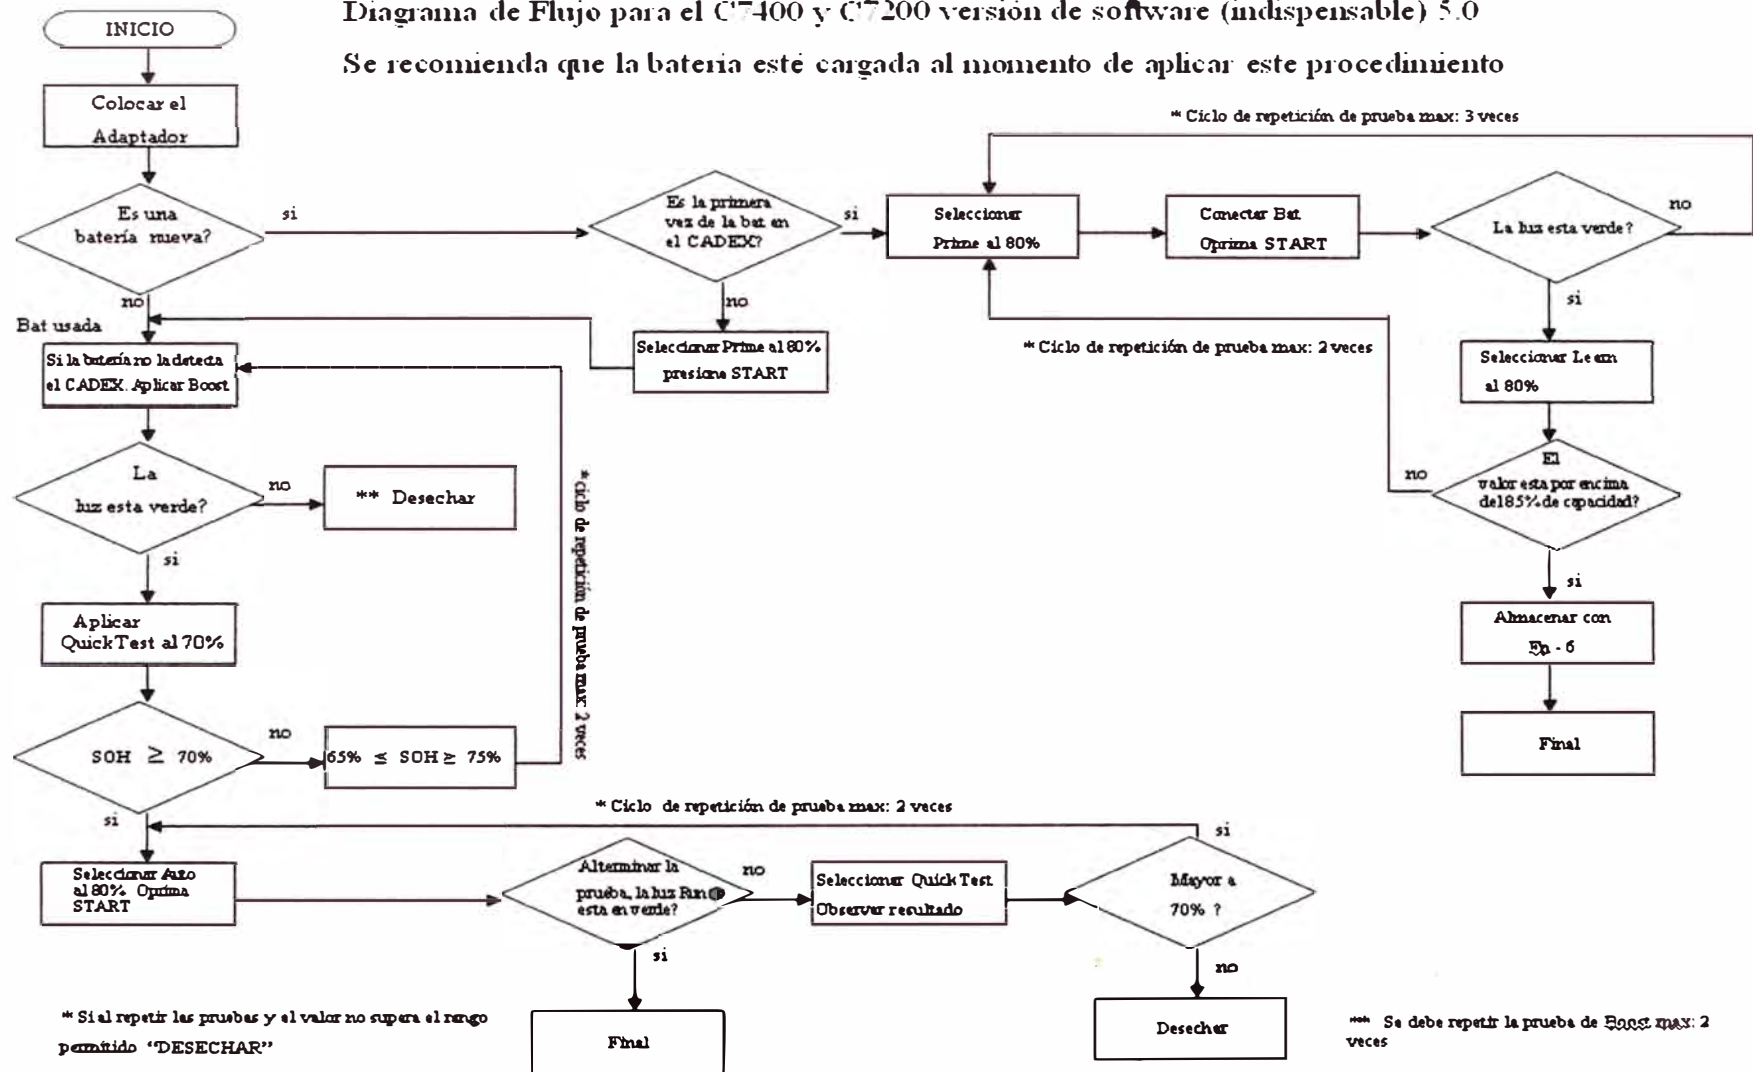 Diagrama de Flujo para el C7400 y C7200 versión de software (indispensable) 5.0
Se recomienda que la batería esté cargada al momento de aplicar este procedimiento
INICIO
Colocar el
Adaptador
Es una
batería nueva?
si
no
Es la primera
vez de la bat en
el CADEX?
si
no
Seleccionar Prime al 80%
presione START
* Ciclo de repetición de prueba max: 3 veces
Seleccionar
Prime al 80%
Conectar Bat
Oprima START
La luz esta verde?
no
si
Seleccionar Learn
al 80%
* Ciclo de repetición de prueba max: 2 veces
El
valor esta por encima
del 85% de capacidad?
no
si
Almacenar con
En - 6
Final
Bat usada
Si la batería no la detecta
el CADEX. Aplicar Boost
La
luz esta verde?
no
** Desechar
si
Aplicar
QuickTest al 70%
SOH ≥ 70%
no
65% ≤ SOH ≥ 75%
*ciclo de repetición de prueba max: 2 veces
si
* Ciclo de repetición de prueba max: 2 veces
Seleccionar Auto
al 80% Oprima
START
Al terminar la
prueba, la luz Run
esta en verde?
no
si
Final
Seleccionar Quick Test
Observar resultado
Mayor a
70% ?
si
no
Desechar
* Si al repetir las pruebas y el valor no supera el rango
permitido "DESECHAR"
** Se debe repetir la prueba de Boost max: 2
veces